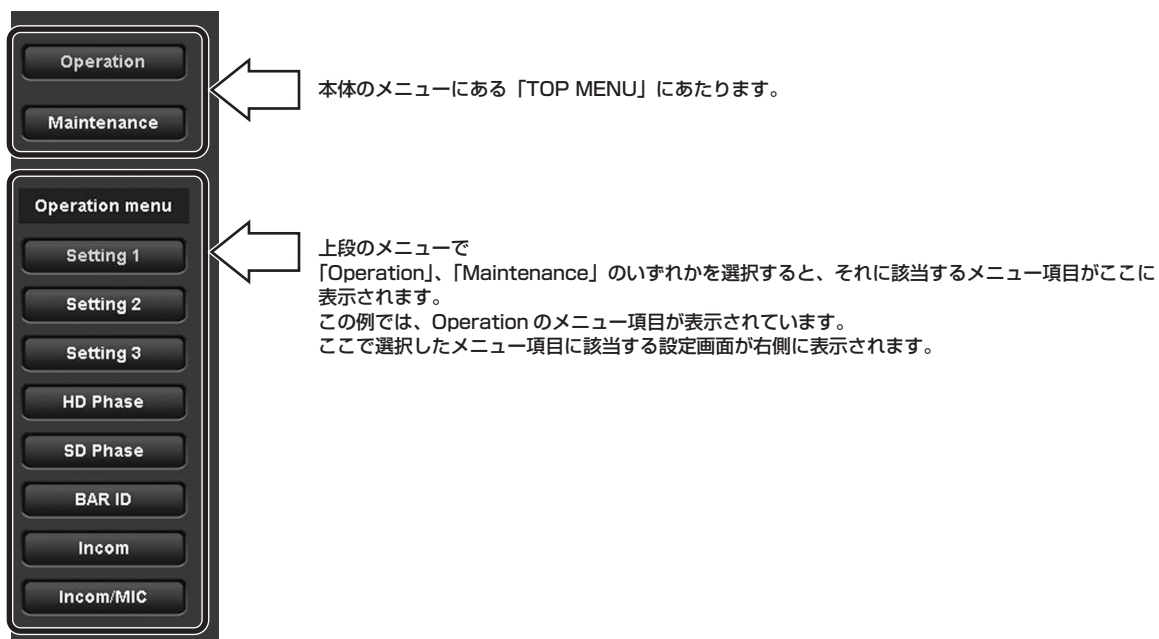 Operation
Maintenance
本体のメニューにある「TOP MENU」にあたります。
Operation menu
Setting 1
Setting 2
Setting 3
HD Phase
SD Phase
BAR ID
Incom
Incom/MIC
上段のメニューで
「Operation」、「Maintenance」のいずれかを選択すると、それに該当するメニュー項目がここに
表示されます。
この例では、Operation のメニュー項目が表示されています。
ここで選択したメニュー項目に該当する設定画面が右側に表示されます。